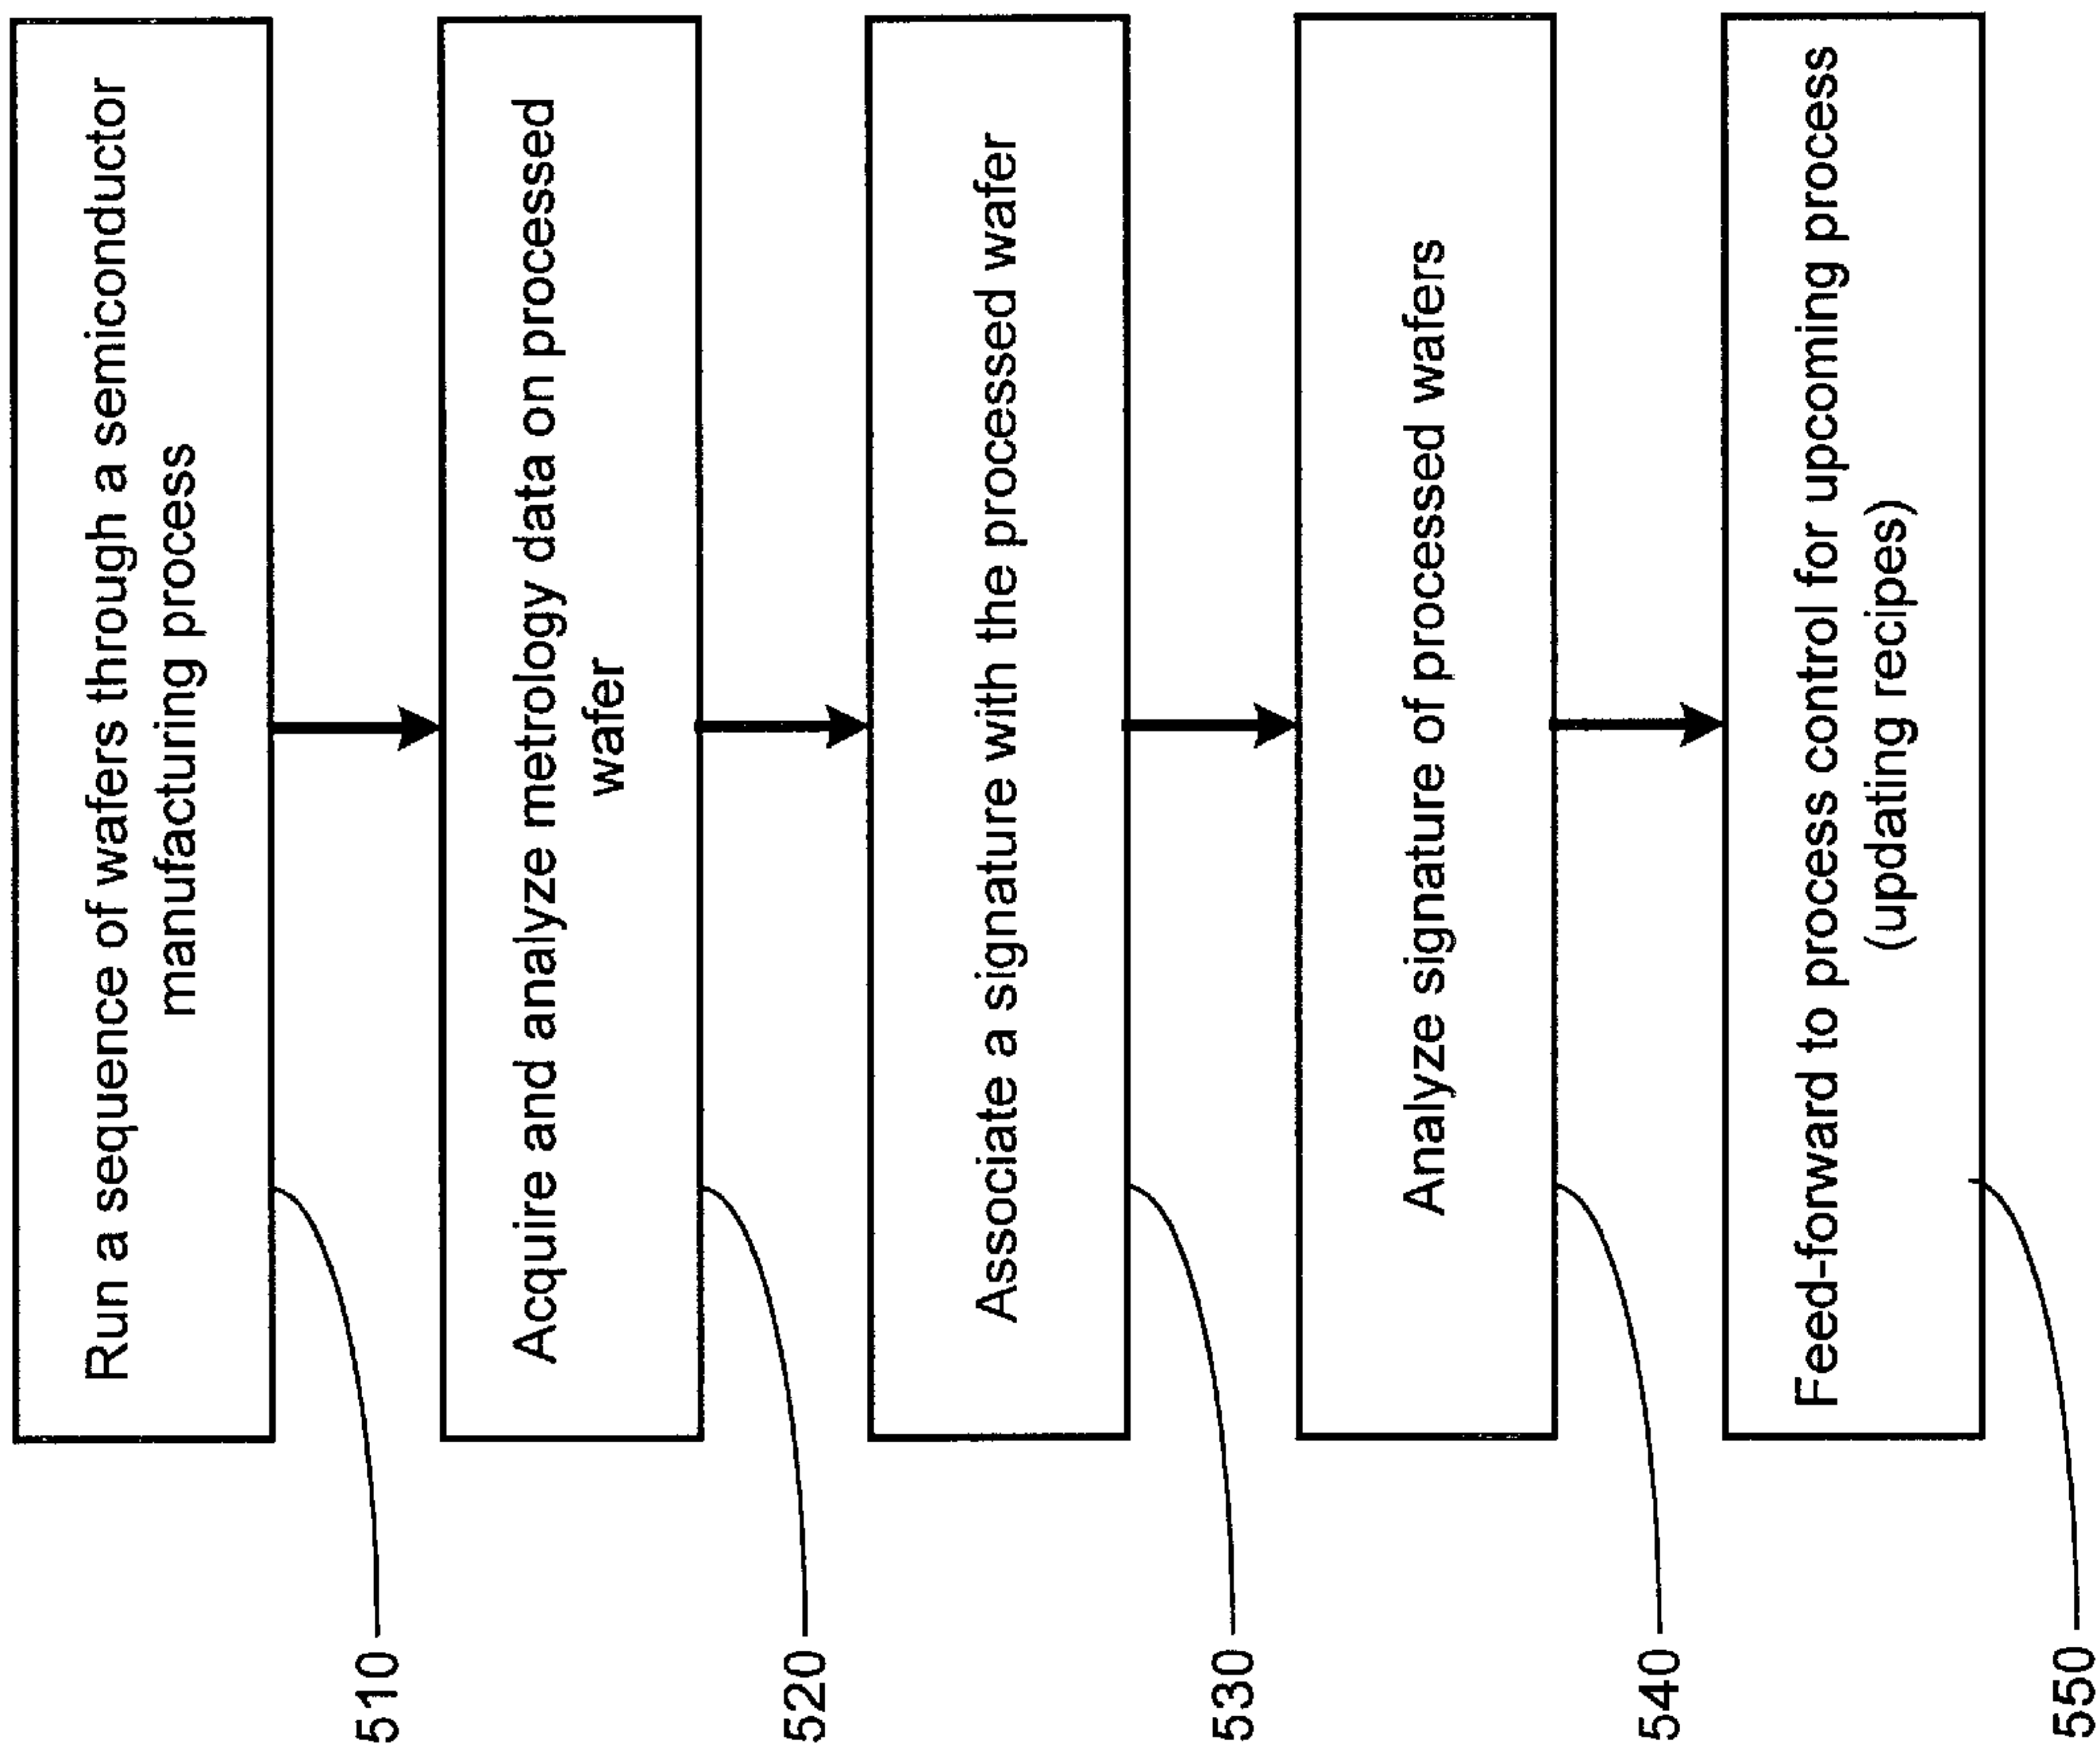 Run a sequence of wafers through a semiconductor
manufacturing process
510
Acquire and analyze metrology data on processed
wafer
520
Associate a signature with the processed wafer
530
Analyze signature of processed wafers
540
Feed-forward to process control for upcoming process
(updating recipes)
550